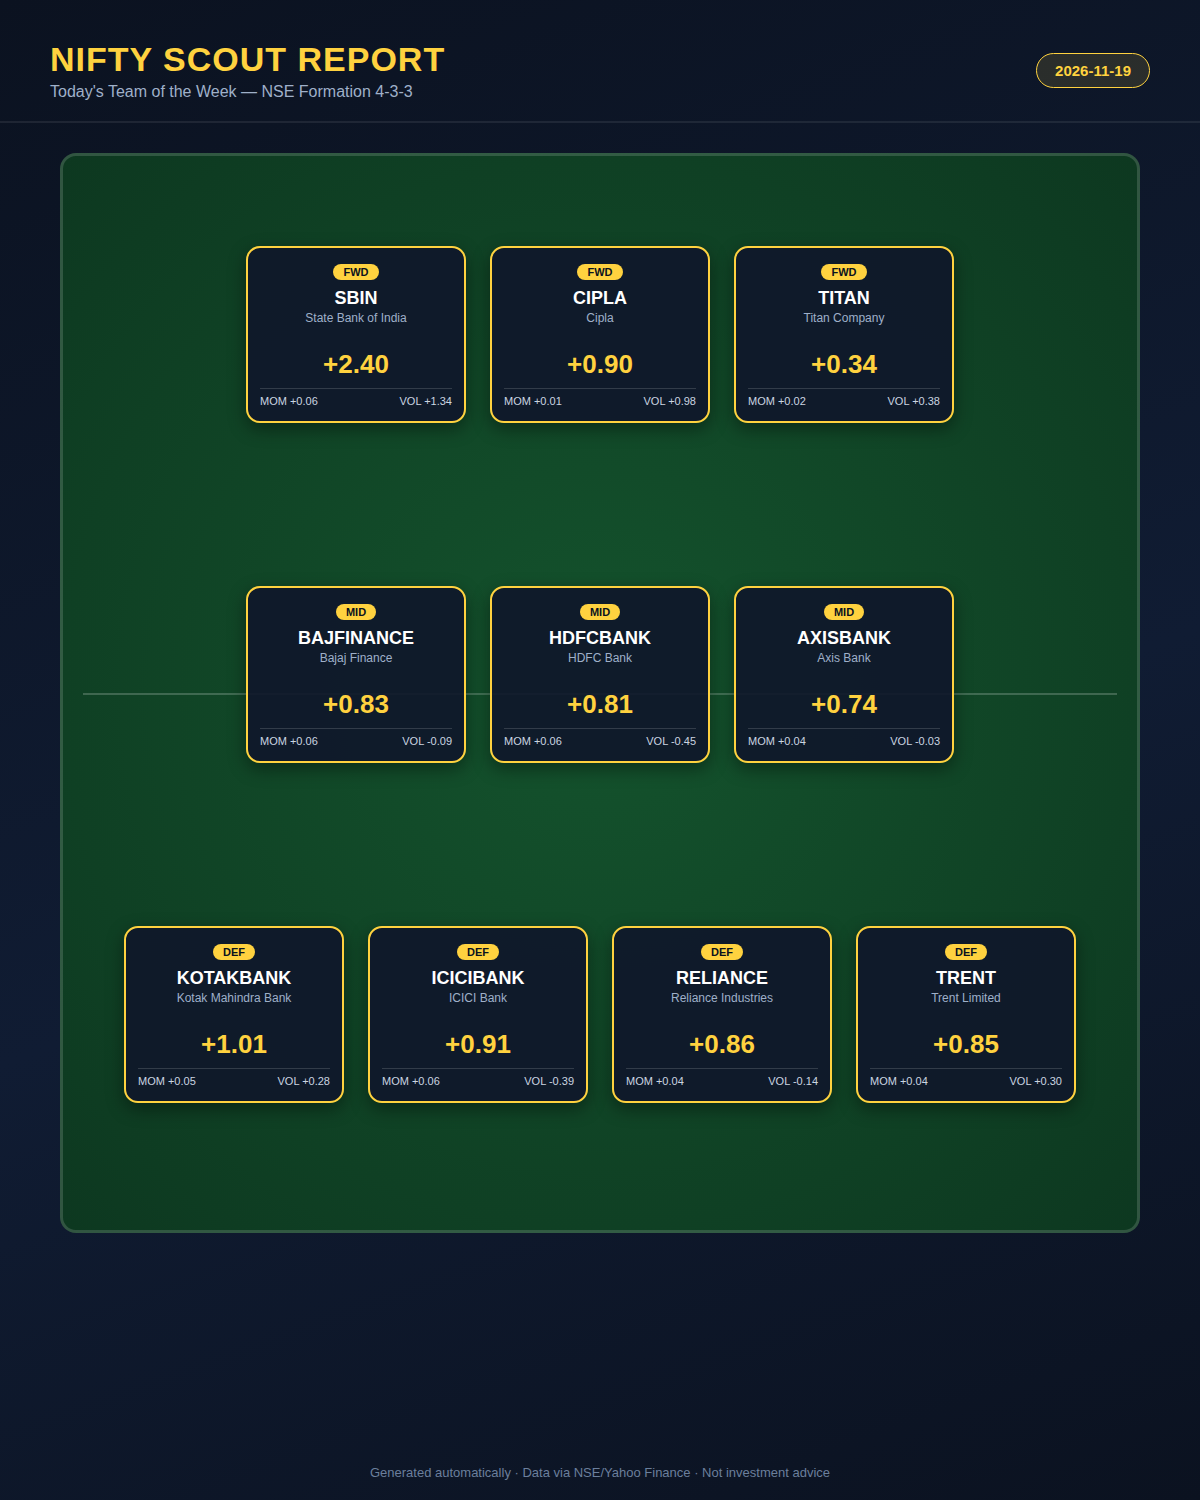 NIFTY SCOUT REPORT
Today's Team of the Week — NSE Formation 4-3-3
2026-11-19
FWD
SBIN
State Bank of India
+2.40
MOM +0.06 VOL +1.34
FWD
CIPLA
Cipla
+0.90
MOM +0.01 VOL +0.98
FWD
TITAN
Titan Company
+0.34
MOM +0.02 VOL +0.38
MID
BAJFINANCE
Bajaj Finance
+0.83
MOM +0.06 VOL -0.09
MID
HDFCBANK
HDFC Bank
+0.81
MOM +0.06 VOL -0.45
MID
AXISBANK
Axis Bank
+0.74
MOM +0.04 VOL -0.03
DEF
KOTAKBANK
Kotak Mahindra Bank
+1.01
MOM +0.05 VOL +0.28
DEF
ICICIBANK
ICICI Bank
+0.91
MOM +0.06 VOL -0.39
DEF
RELIANCE
Reliance Industries
+0.86
MOM +0.04 VOL -0.14
DEF
TRENT
Trent Limited
+0.85
MOM +0.04 VOL +0.30
Generated automatically · Data via NSE/Yahoo Finance · Not investment advice